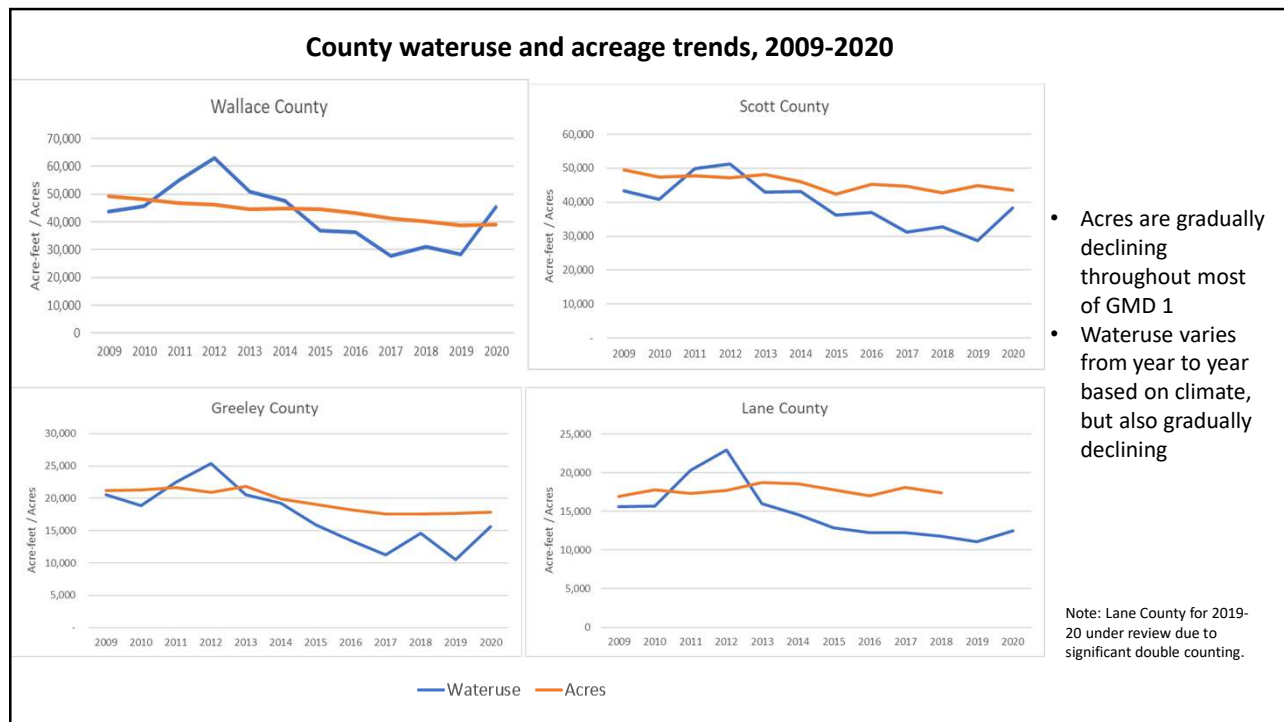 County wateruse and acreage trends, 2009-2020
Wallace County
Acre-feet / Acres
70,000
60,000
50,000
40,000
30,000
20,000
10,000
0
2009 2010 2011 2012 2013 2014 2015 2016 2017 2018 2019 2020
Scott County
Acre-feet / Acres
60,000
50,000
40,000
30,000
20,000
10,000
-
2009 2010 2011 2012 2013 2014 2015 2016 2017 2018 2019 2020
Greeley County
Acre-feet / Acres
30,000
25,000
20,000
15,000
10,000
5,000
-
2009 2010 2011 2012 2013 2014 2015 2016 2017 2018 2019 2020
Lane County
Acre-feet / Acres
25,000
20,000
15,000
10,000
5,000
0
2009 2010 2011 2012 2013 2014 2015 2016 2017 2018 2019 2020
Wateruse Acres
• Acres are gradually
declining
throughout most
of GMD 1
• Wateruse varies
from year to year
based on climate,
but also gradually
declining
Note: Lane County for 2019-
20 under review due to
significant double counting.